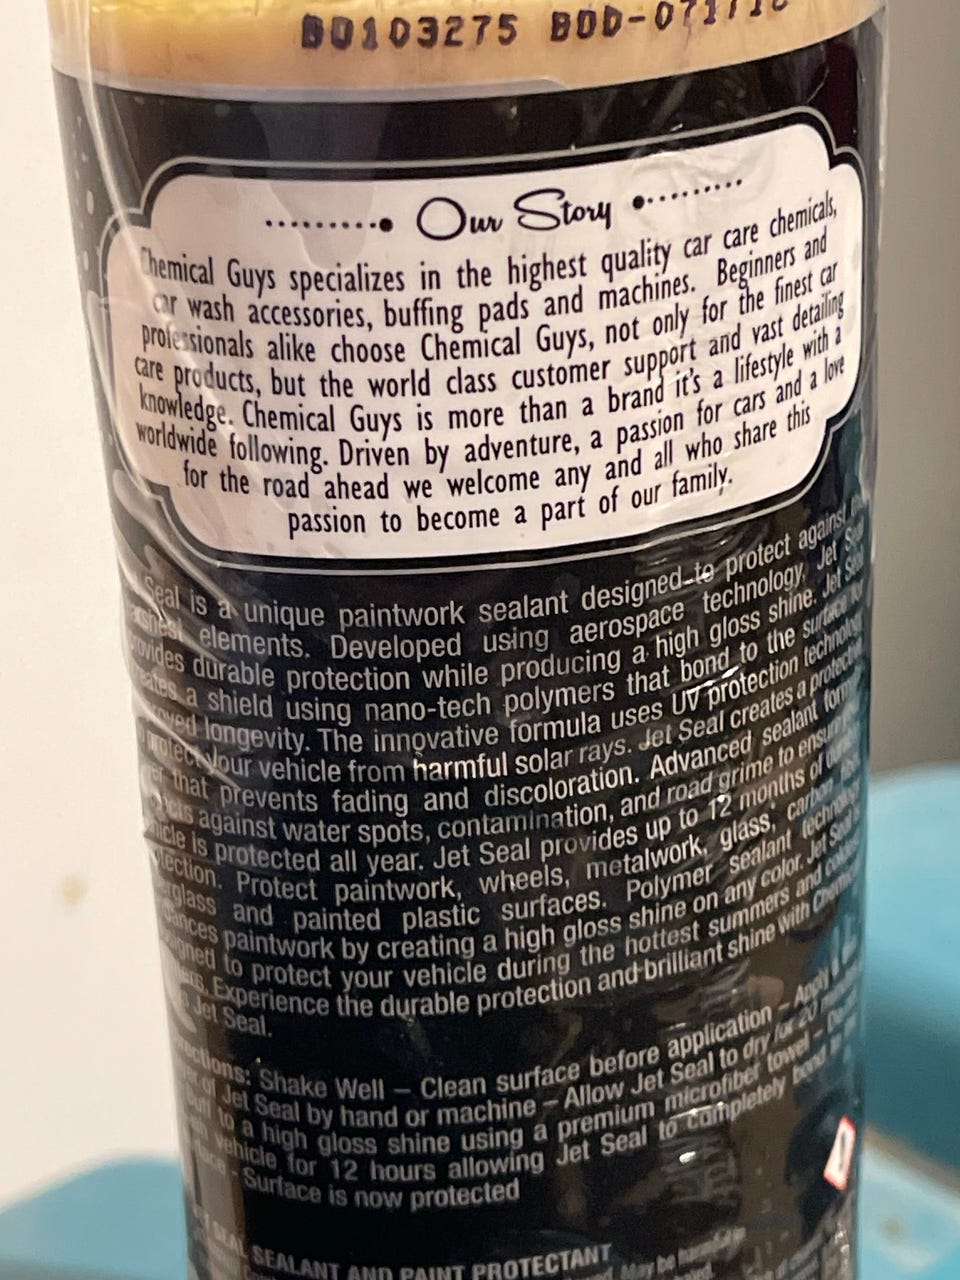 BD103275 BDD-0717
Our Story
Chemical Guys specializes in the highest quality car care chemicals,
car wash accessories, buffing pads and machines. Beginners and
professionals alike choose Chemical Guys, not only for the finest car
care products, but the world class customer support and vast detailing
knowledge. Chemical Guys is more than a brand it's a lifestyle with a
worldwide following. Driven by adventure, a passion for cars and a love
for the road ahead we welcome any and all who share this
passion to become a part of our family.
Seal is a unique paintwork sealant designed to protect against
elements. Developed using aerospace technology, Jet Seal
provides durable protection while producing a high gloss shine. Jet Seal
creates a shield using nano-tech polymers that bond to the surface for
longevity. The innovative formula uses UV protection technology
protect your vehicle from harmful solar rays. Jet Seal creates a protective
that prevents fading and discoloration. Advanced sealant
against water spots, contamination, and road grime to ensure
is protected all year. Jet Seal provides up to 12 months of
Protect paintwork, wheels, metalwork, glass, carbon
and painted plastic surfaces. Polymer sealant technology
paintwork by creating a high gloss shine on any color. Jet Seal
to protect your vehicle during the hottest summers and
Experience the durable protection and brilliant shine with
Jet Seal.
Shake Well – Clean surface before application – Apply a
of Jet Seal by hand or machine – Allow Jet Seal to dry for 20
Buff to a high gloss shine using a premium microfiber towel –
vehicle for 12 hours allowing Jet Seal to completely bond to
- Surface is now protected
SEAL SEALANT AND PAINT PROTECTANT
May be harmful